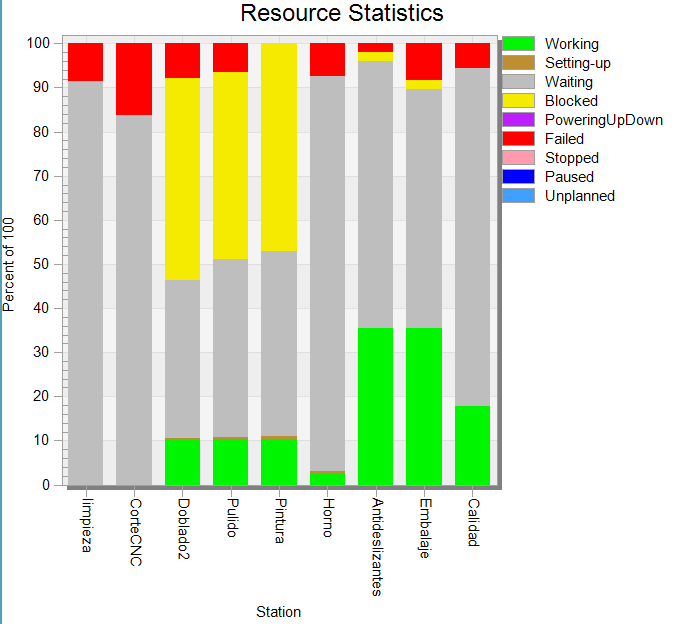 Resource Statistics
100
90
80
70
60
50
40
30
20
10
0
Percent of 100
limpieza
CorteCNC
Doblado2
Pulido
Pintura
Horno
Antideslizantes
Embalaje
Calidad
Station
Working
Setting-up
Waiting
Blocked
PoweringUpDown
Failed
Stopped
Paused
Unplanned